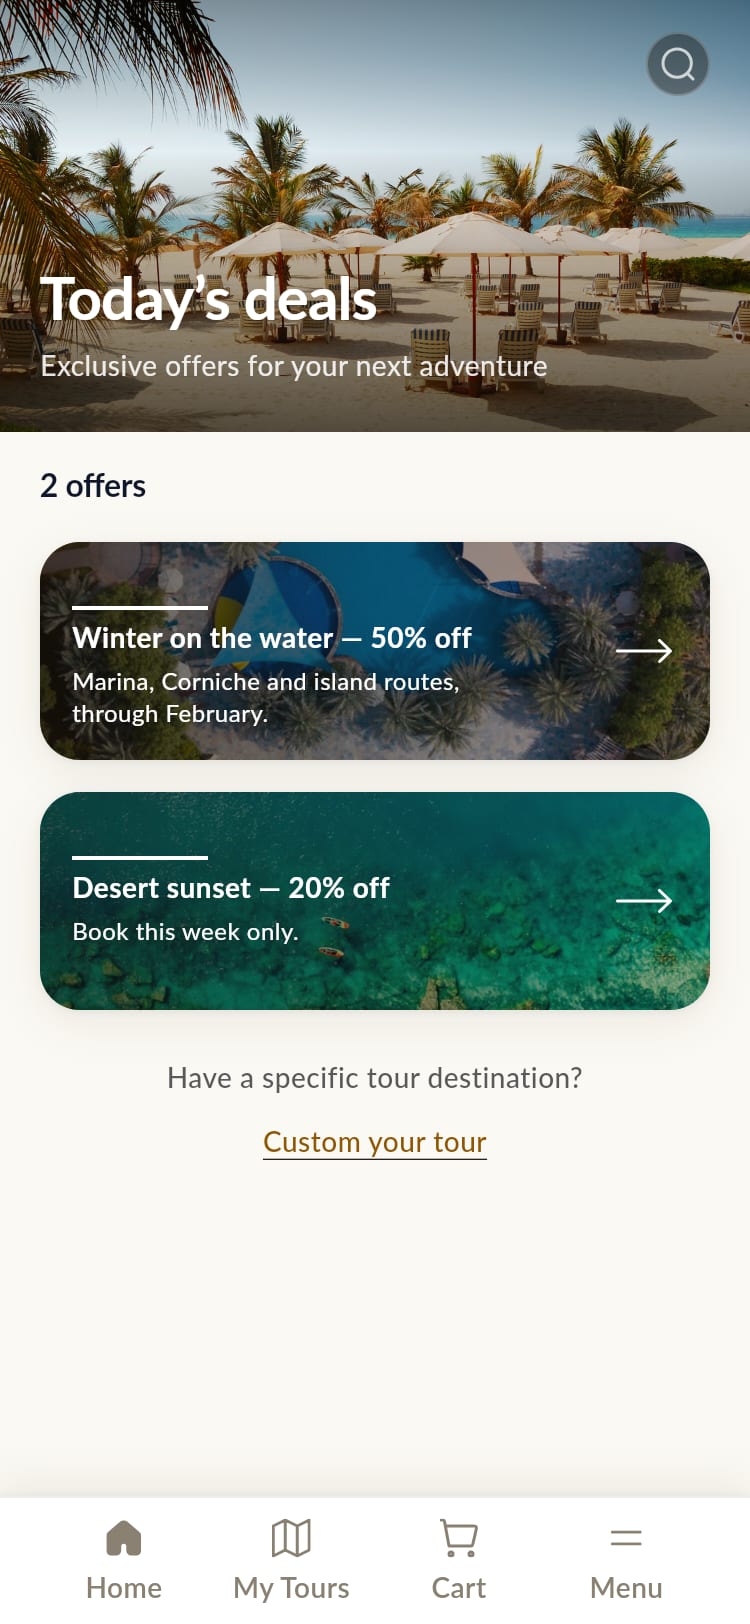 Today’s deals
Exclusive offers for your next adventure
2 offers
Winter on the water — 50% off
Marina, Corniche and island routes,
through February.
Desert sunset — 20% off
Book this week only.
Have a specific tour destination?
Custom your tour
Home
My Tours
Cart
Menu